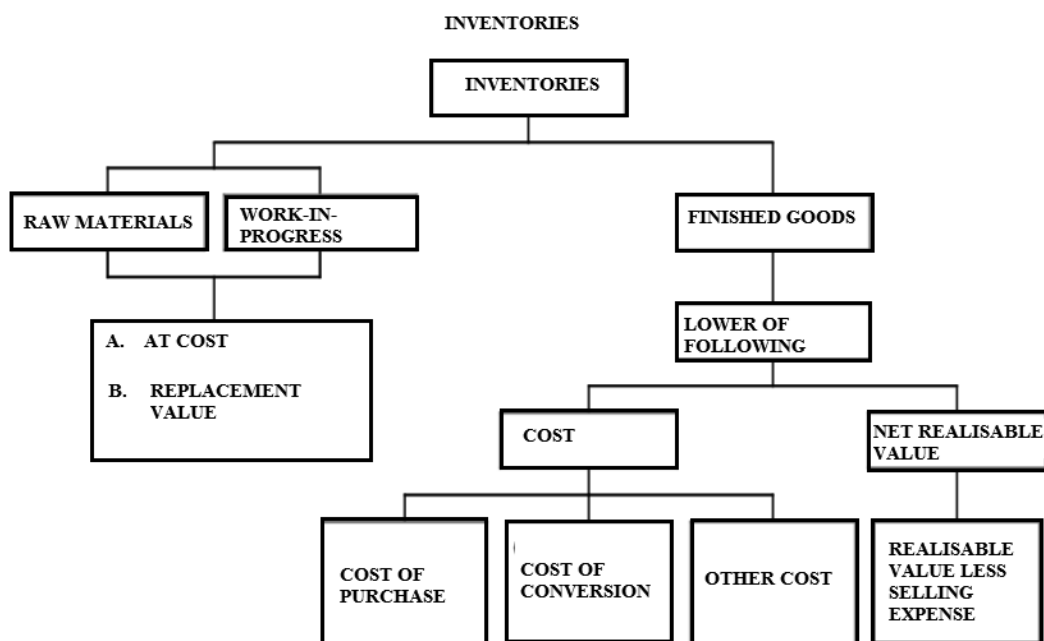 INVENTORIES
INVENTORIES
RAW MATERIALS
WORK-IN-
PROGRESS
FINISHED GOODS
A. AT COST
B. REPLACEMENT
VALUE
LOWER OF
FOLLOWING
COST
NET REALISABLE
VALUE
COST OF
PURCHASE
COST OF
CONVERSION
OTHER COST
REALISABLE
VALUE LESS
SELLING
EXPENSE